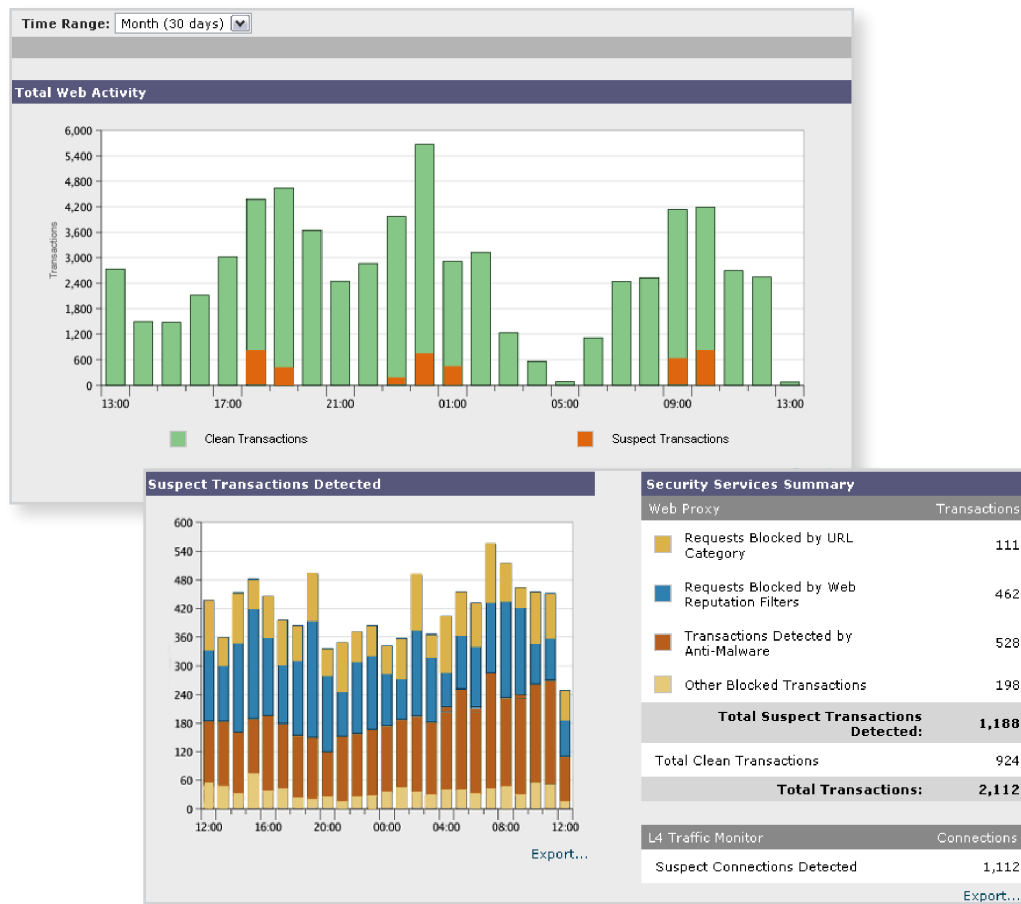 Time Range: Month (30 days)
Total Web Activity
6,000
5,400
4,800
4,200
3,600
3,000
2,400
1,800
1,200
600
0
Transactions
13:00 17:00 21:00 01:00 05:00 09:00 13:00
Clean Transactions Suspect Transactions
Suspect Transactions Detected
600
540
480
420
360
300
240
180
120
60
0
12:00 16:00 20:00 00:00 04:00 08:00 12:00
Export...
Security Services Summary
Web Proxy Transactions
Requests Blocked by URL
Category 111
Requests Blocked by Web
Reputation Filters 462
Transactions Detected by
Anti-Malware 528
Other Blocked Transactions 198
Total Suspect Transactions
Detected: 1,188
Total Clean Transactions 924
Total Transactions: 2,112
L4 Traffic Monitor Connections
Suspect Connections Detected 1,112
Export...